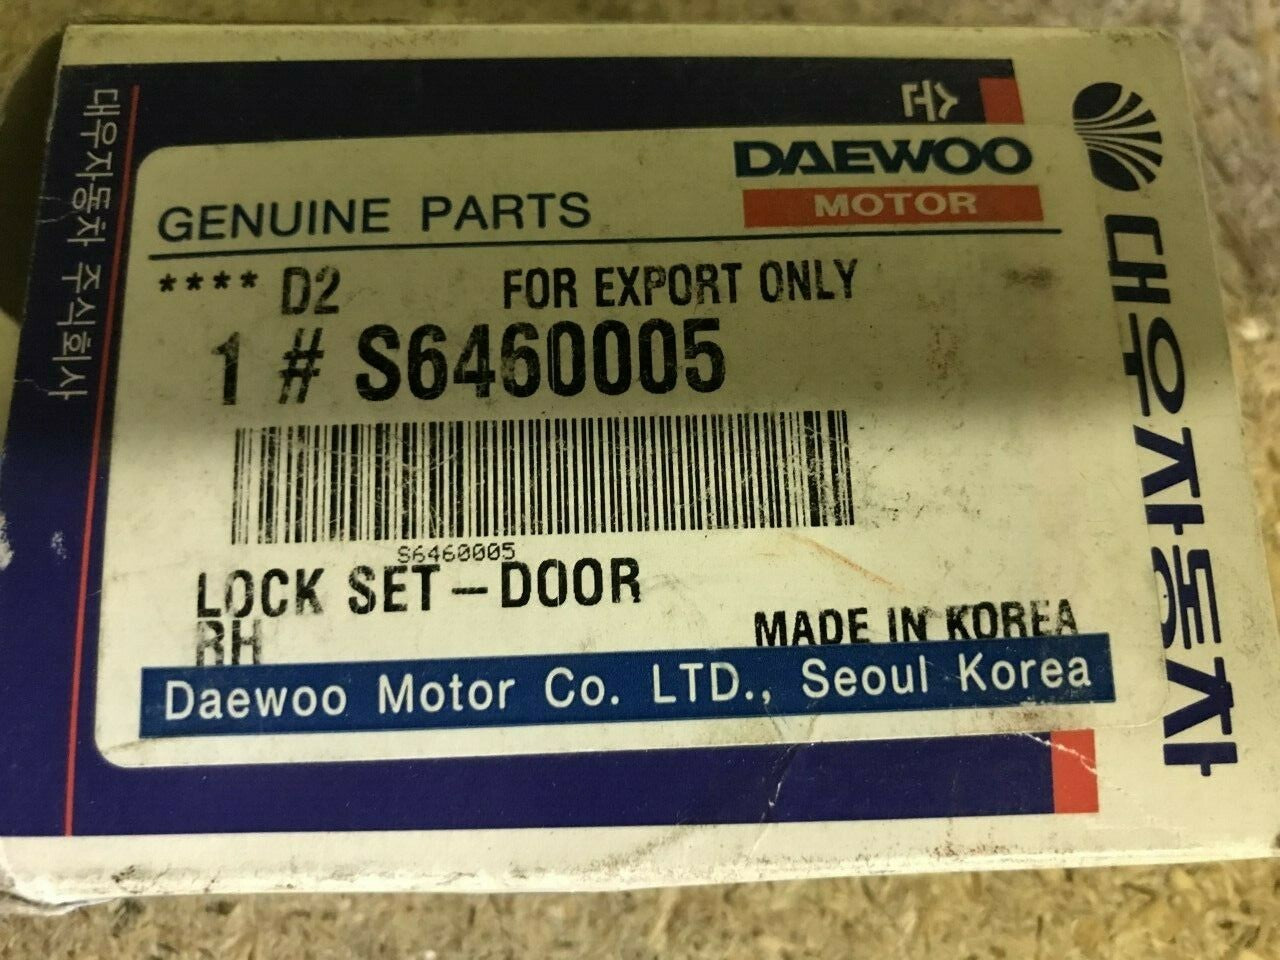 대우자동차 주식회사
DAEWOO
MOTOR
GENUINE PARTS
**** D2 FOR EXPORT ONLY
1 # S6460005
S6460005
LOCK SET-DOOR
RH
MADE IN KOREA
Daewoo Motor Co. LTD., Seoul Korea
대우자동차